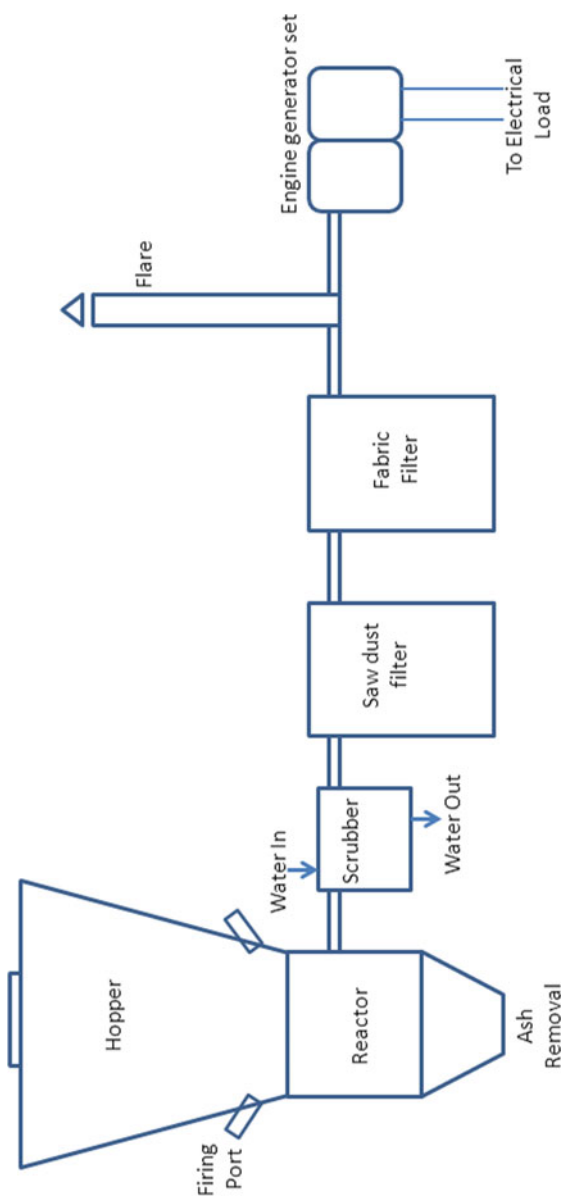 Hopper
Firing
Port
Reactor
Ash
Removal
Water In
Scrubber
Water Out
Saw dust
filter
Fabric
Filter
Flare
Engine generator set
To Electrical
Load